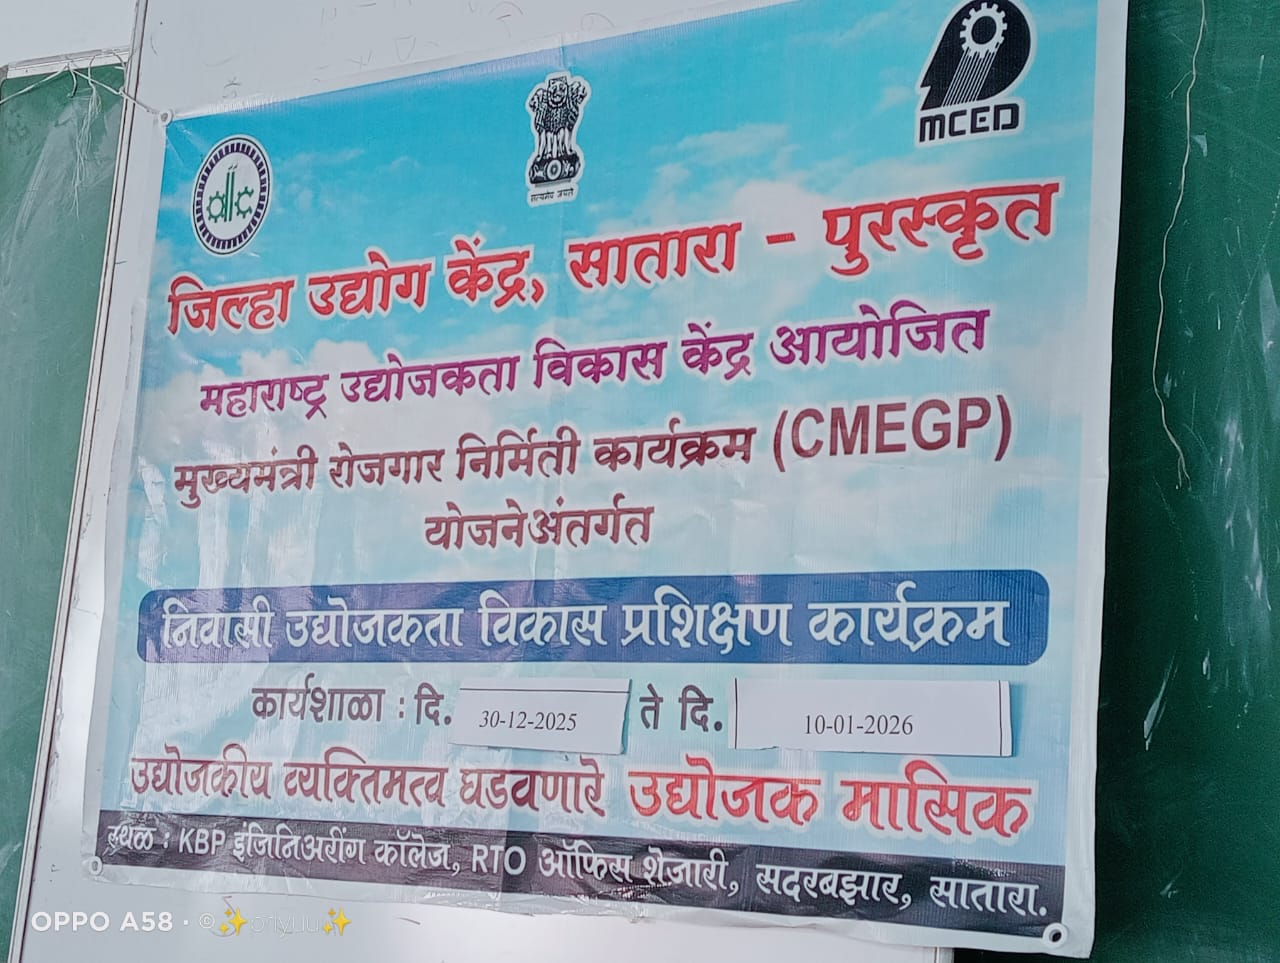 dic
सत्यमेव जयते
MCED
जिल्हा उद्योग केंद्र, सातारा - पुरस्कृत
महाराष्ट्र उद्योजकता विकास केंद्र आयोजित
मुख्यमंत्री रोजगार निर्मिती कार्यक्रम (CMEGP)
योजनेअंतर्गत
निवासी उद्योजकता विकास प्रशिक्षण कार्यक्रम
कार्यशाळा : दि. 30-12-2025 ते दि. 10-01-2026
उद्योजकीय व्यक्तिमत्व घडवणारे उद्योजक मासिक
स्थळ : KBP इंजिनिअरींग कॉलेज, RTO ऑफिस शेजारी, सदरबझार, सातारा.
OPPO A58 · ©✨priyuu✨